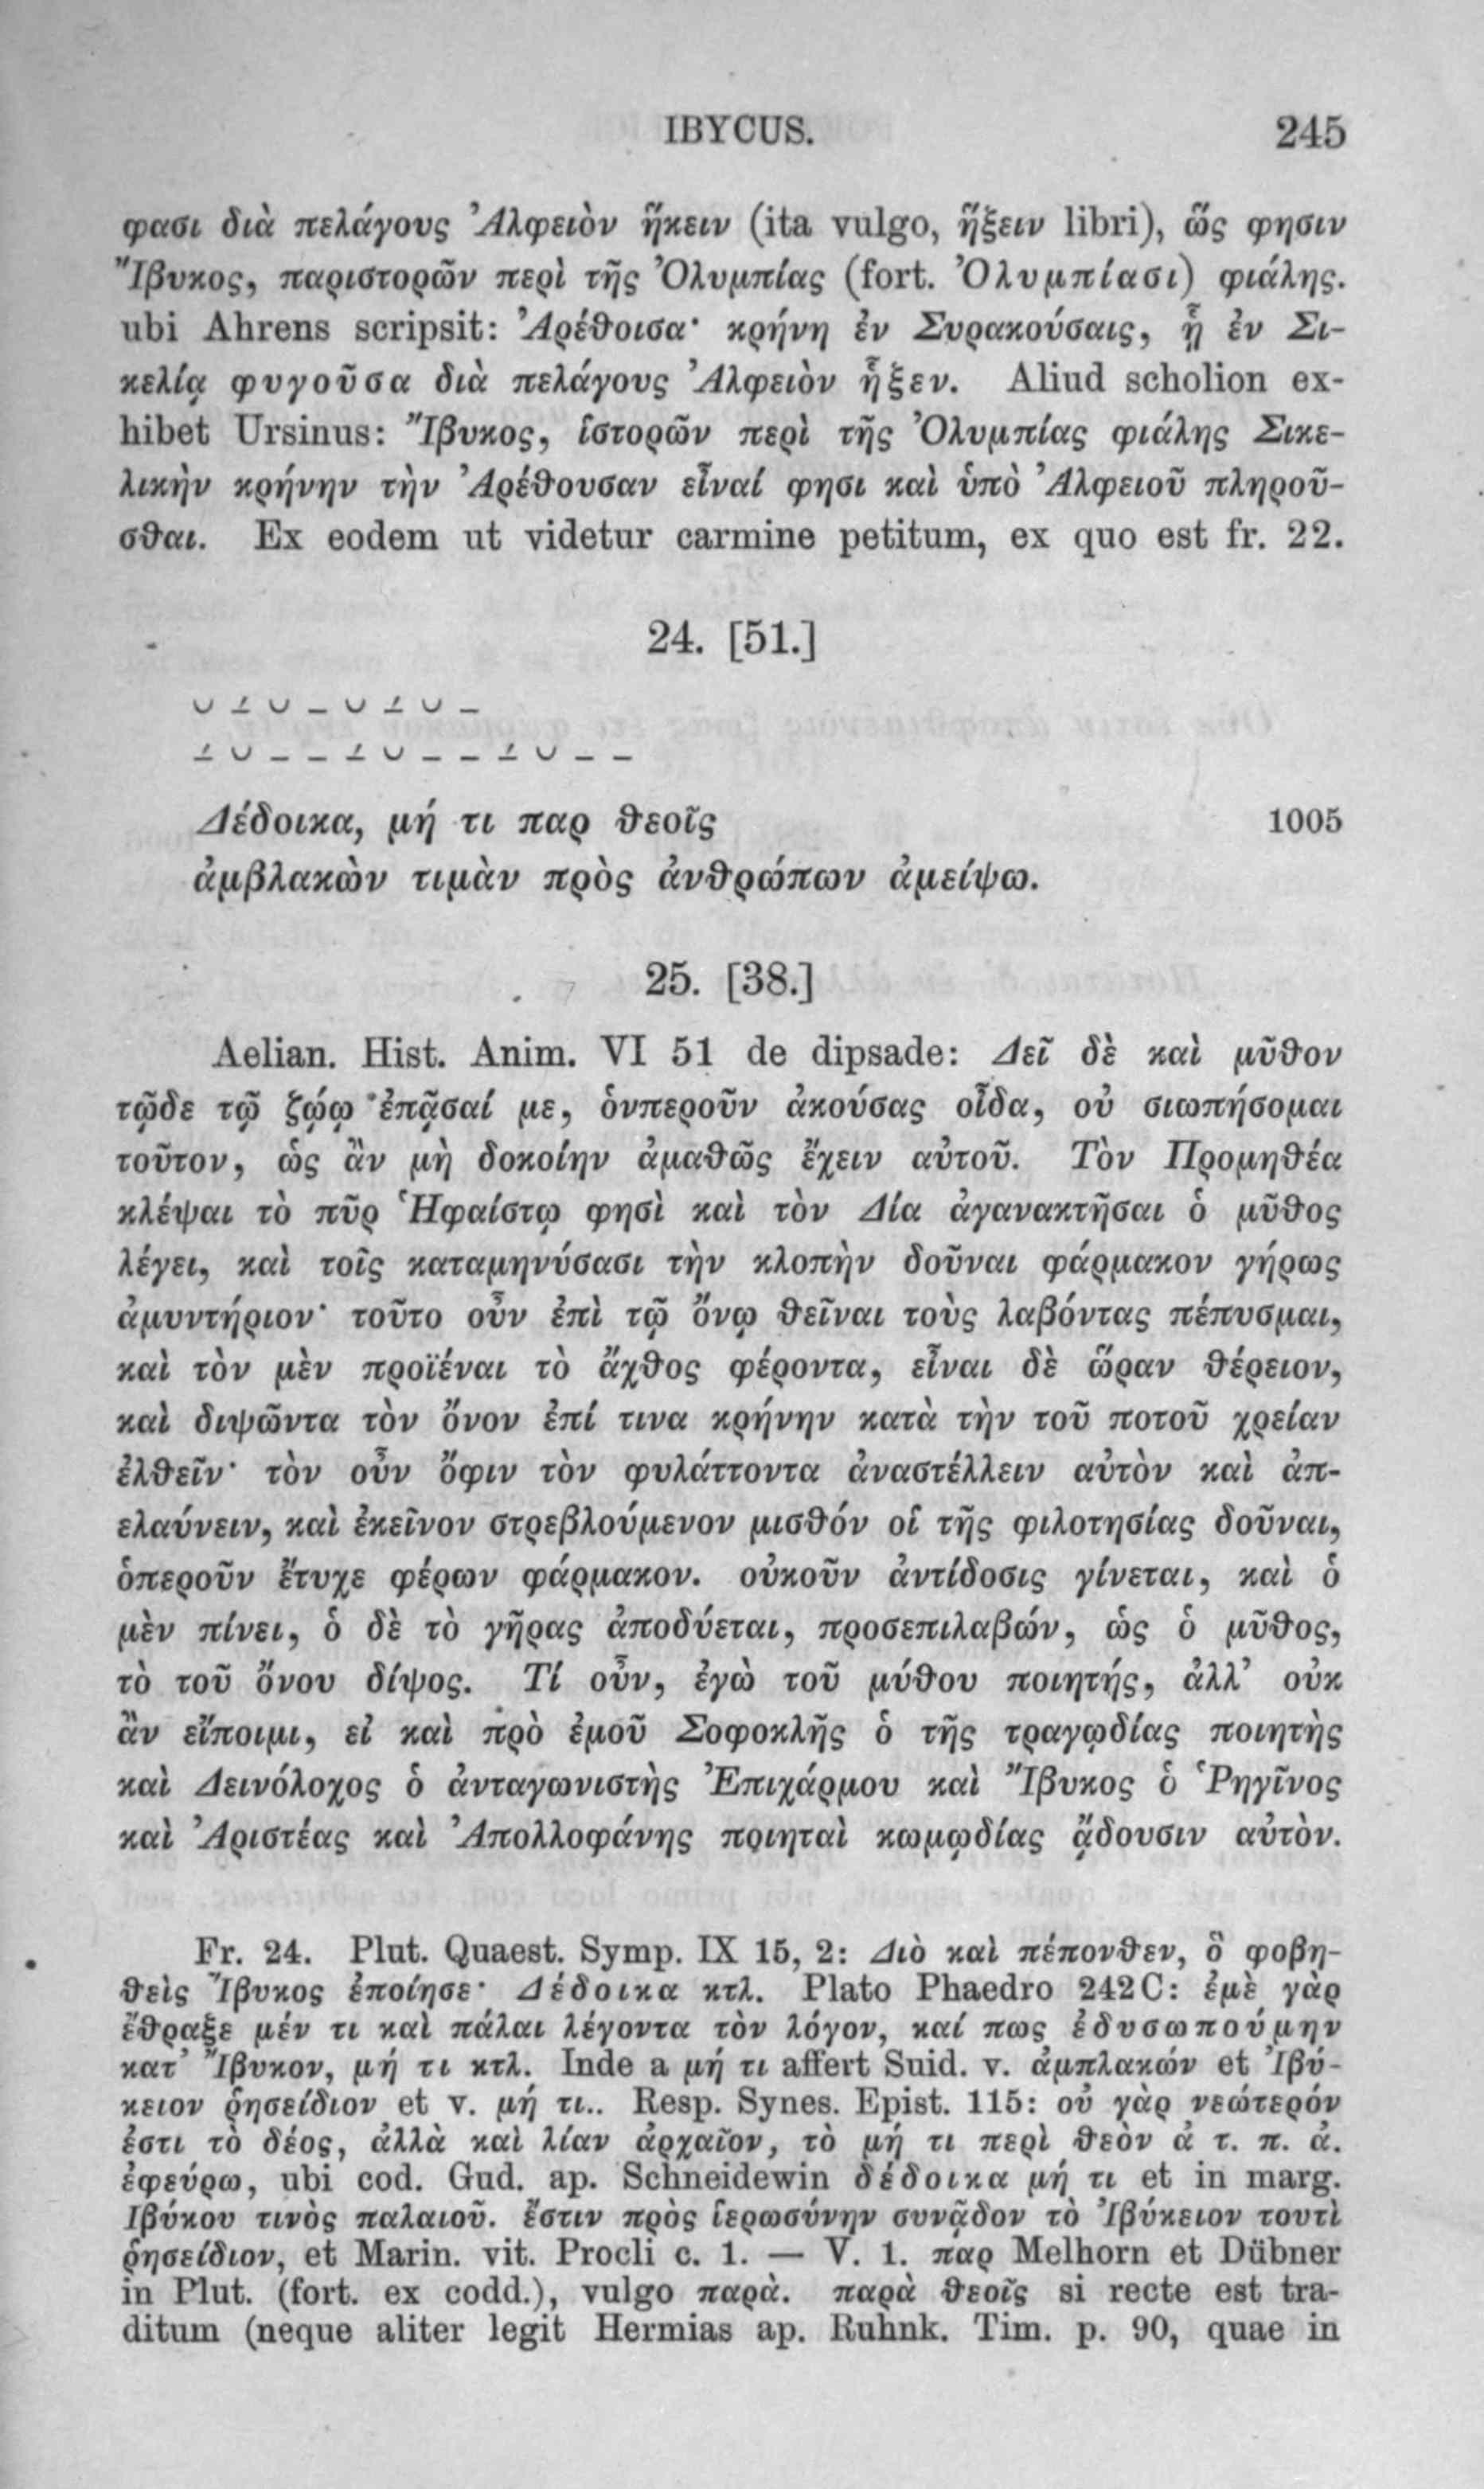 IBYCUS. 245
φασι διὰ πελάγους Ἀλφειὸν ἥκειν (ita vulgo, ἥξειν libri), ὥς φησιν
Ἴβυκος, παριστορῶν περὶ τῆς Ὀλυμπίας (fort. Ὀλυμπίασι) φιάλης.
ubi Ahrens scripsit: Ἀρέθοισα· κρήνη ἐν Συρακούσαις, ᾗ ἐν Σι-
κελίᾳ φυγοῦσα διὰ πελάγους Ἀλφειὸν ἧξεν. Aliud scholion ex-
hibet Ursinus: Ἴβυκος, ἱστορῶν περὶ τῆς Ὀλυμπίας φιάλης Σικε-
λικὴν κρήνην τὴν Ἀρέθουσαν εἶναί φησι καὶ ὑπὸ Ἀλφειοῦ πληροῦ-
σθαι. Ex eodem ut videtur carmine petitum, ex quo est fr. 22.
24. [51.]
∪ ⊥ ∪ – ∪ ⊥ ∪ –
⊥ ∪ – – ⊥ ∪ – – ⊥ ∪ – –
Δέδοικα, μή τι παρ θεοῖς 1005
ἀμβλακὼν τιμὰν πρὸς ἀνθρώπων ἀμείψω.
25. [38.]
Aelian. Hist. Anim. VI 51 de dipsade: Δεῖ δὲ καὶ μῦθον
τῷδε τῷ ζῴῳ ἐπᾷσαί με, ὁνπεροῦν ἀκούσας οἶδα, οὐ σιωπήσομαι
τοῦτον, ὡς ἂν μὴ δοκοίην ἀμαθῶς ἔχειν αὐτοῦ. Τὸν Προμηθέα
κλέψαι τὸ πῦρ Ἡφαίστῳ φησὶ καὶ τὸν Δία ἀγανακτῆσαι ὁ μῦθος
λέγει, καὶ τοῖς καταμηνύσασι τὴν κλοπὴν δοῦναι φάρμακον γήρως
ἀμυντήριον· τοῦτο οὖν ἐπὶ τῷ ὄνῳ θεῖναι τοὺς λαβόντας πέπυσμαι,
καὶ τὸν μὲν προϊέναι τὸ ἄχθος φέροντα, εἶναι δὲ ὥραν θέρειον,
καὶ διψῶντα τὸν ὄνον ἐπί τινα κρήνην κατὰ τὴν τοῦ ποτοῦ χρείαν
ἐλθεῖν· τὸν οὖν ὄφιν τὸν φυλάττοντα ἀναστέλλειν αὐτὸν καὶ ἀπ-
ελαύνειν, καὶ ἐκεῖνον στρεβλούμενον μισθόν οἱ τῆς φιλοτησίας δοῦναι,
ὁπεροῦν ἔτυχε φέρων φάρμακον. οὐκοῦν ἀντίδοσις γίνεται, καὶ ὁ
μὲν πίνει, ὁ δὲ τὸ γῆρας ἀποδύεται, προσεπιλαβών, ὡς ὁ μῦθος,
τὸ τοῦ ὄνου δίψος. Τί οὖν, ἐγὼ τοῦ μύθου ποιητής, ἀλλ’ οὐκ
ἂν εἴποιμι, εἰ καὶ πρὸ ἐμοῦ Σοφοκλῆς ὁ τῆς τραγῳδίας ποιητὴς
καὶ Δεινόλοχος ὁ ἀνταγωνιστὴς Ἐπιχάρμου καὶ Ἴβυκος ὁ Ῥηγῖνος
καὶ Ἀριστέας καὶ Ἀπολλοφάνης ποιηταὶ κωμῳδίας ᾄδουσιν αὐτὸν.
Fr. 24. Plut. Quaest. Symp. IX 15, 2: Διὸ καὶ πέπονθεν, ὃ φοβη-
θεὶς Ἴβυκος ἐποίησε· Δέδοικα κτλ. Plato Phaedro 242C: ἐμὲ γὰρ
ἔθραξε μέν τι καὶ πάλαι λέγοντα τὸν λόγον, καί πως ἐδυσωπούμην
κατ’ Ἴβυκον, μή τι κτλ. Inde a μή τι affert Suid. v. ἀμπλακών et Ἰβύ-
κειον ῥησείδιον et v. μή τι.. Resp. Synes. Epist. 115: οὐ γὰρ νεώτερόν
ἐστι τὸ δέος, ἀλλὰ καὶ λίαν ἀρχαῖον, τὸ μή τι περὶ θεὸν ἀ τ. π. ἀ.
ἐφεύρω, ubi cod. Gud. ap. Schneidewin δέδοικα μή τι et in marg.
Ιβύκου τινὸς παλαιοῦ. ἔστιν πρὸς ἱερωσύνην συνᾷδον τὸ Ἰβύκειον τουτὶ
ῥησείδιον, et Marin. vit. Procli c. 1. — V. 1. παρ Melhorn et Dübner
in Plut. (fort. ex codd.), vulgo παρὰ. παρὰ θεοῖς si recte est tra-
ditum (neque aliter legit Hermias ap. Ruhnk. Tim. p. 90, quae in